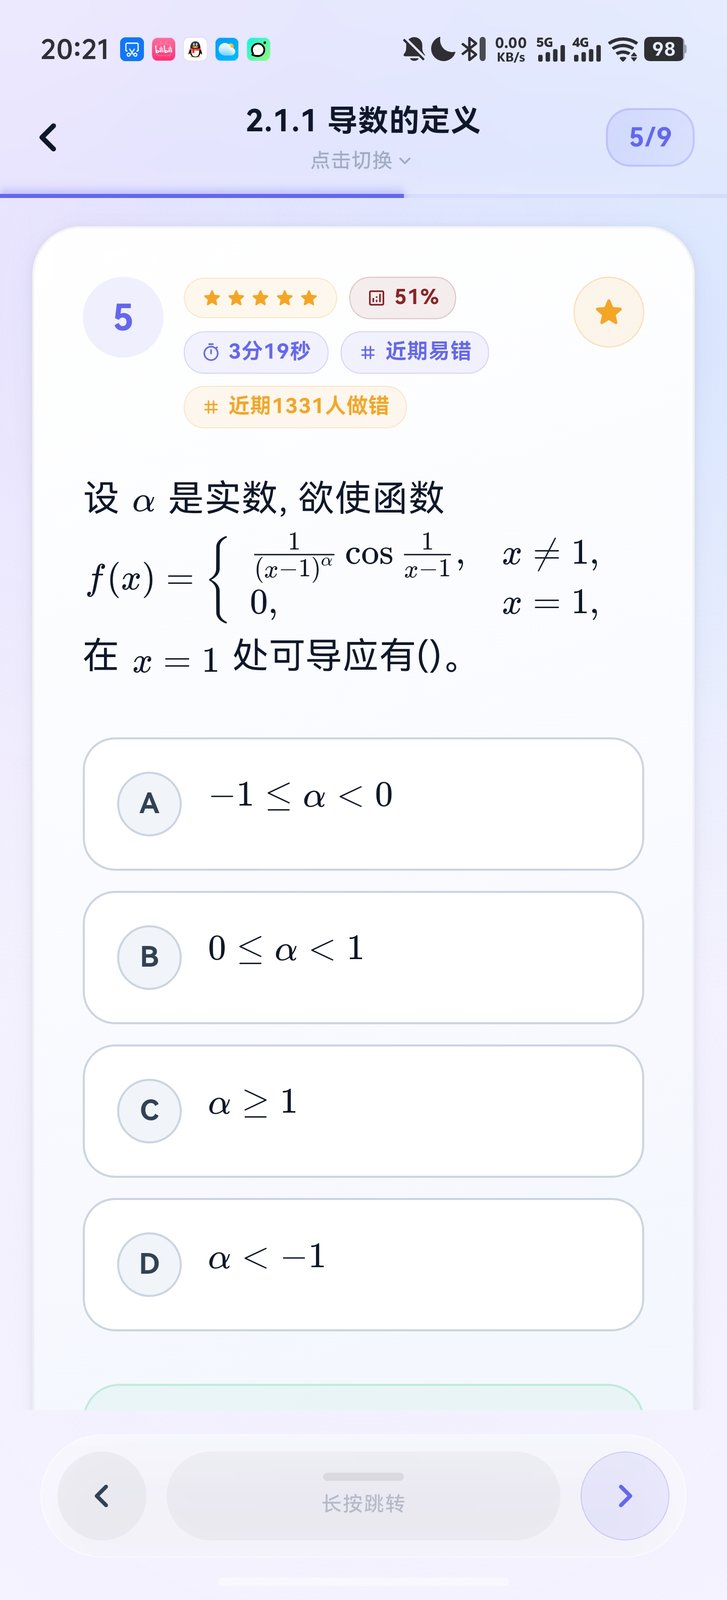 20:21 0.00 KB/s 5G 4G 98
2.1.1 导数的定义
点击切换
5/9
5
51%
3分19秒
# 近期易错
# 近期1331人做错
设 α 是实数, 欲使函数
f(x) = { 1/(x−1)^α cos 1/(x−1), x ≠ 1,
0, x = 1,
在 x = 1 处可导应有()。
A −1 ≤ α < 0
B 0 ≤ α < 1
C α ≥ 1
D α < −1
长按跳转